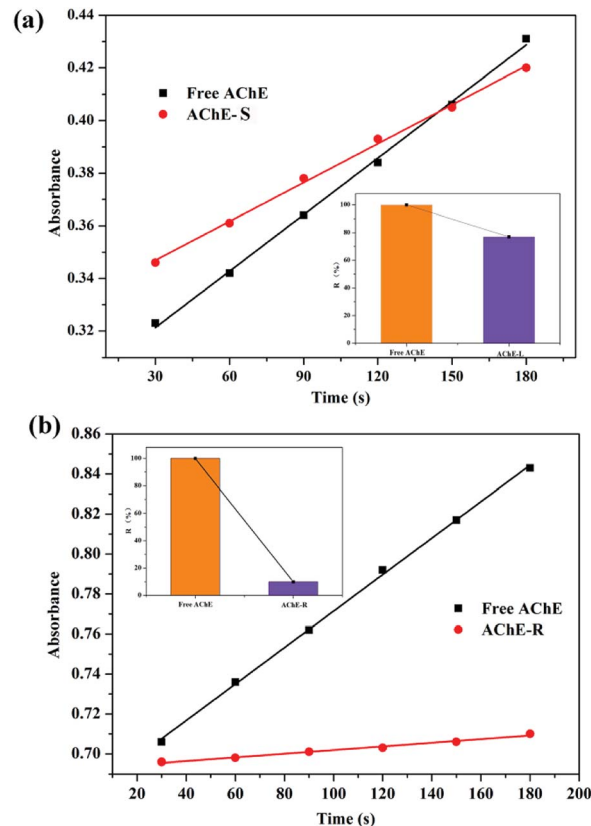 (a)
0.44
0.42
0.40
0.38
0.36
0.34
0.32
Absorbance
Free AChE
AChE-S
100
80
60
40
20
0
R (%)
Free AChE
AChE-L
30
60
90
120
150
180
Time (s)
(b)
0.86
0.84
0.82
0.80
0.78
0.76
0.74
0.72
0.70
Absorbance
100
80
60
40
20
0
R (%)
Free AChE
AChE-R
Free AChE
AChE-R
20
40
60
80
100
120
140
160
180
200
Time (s)